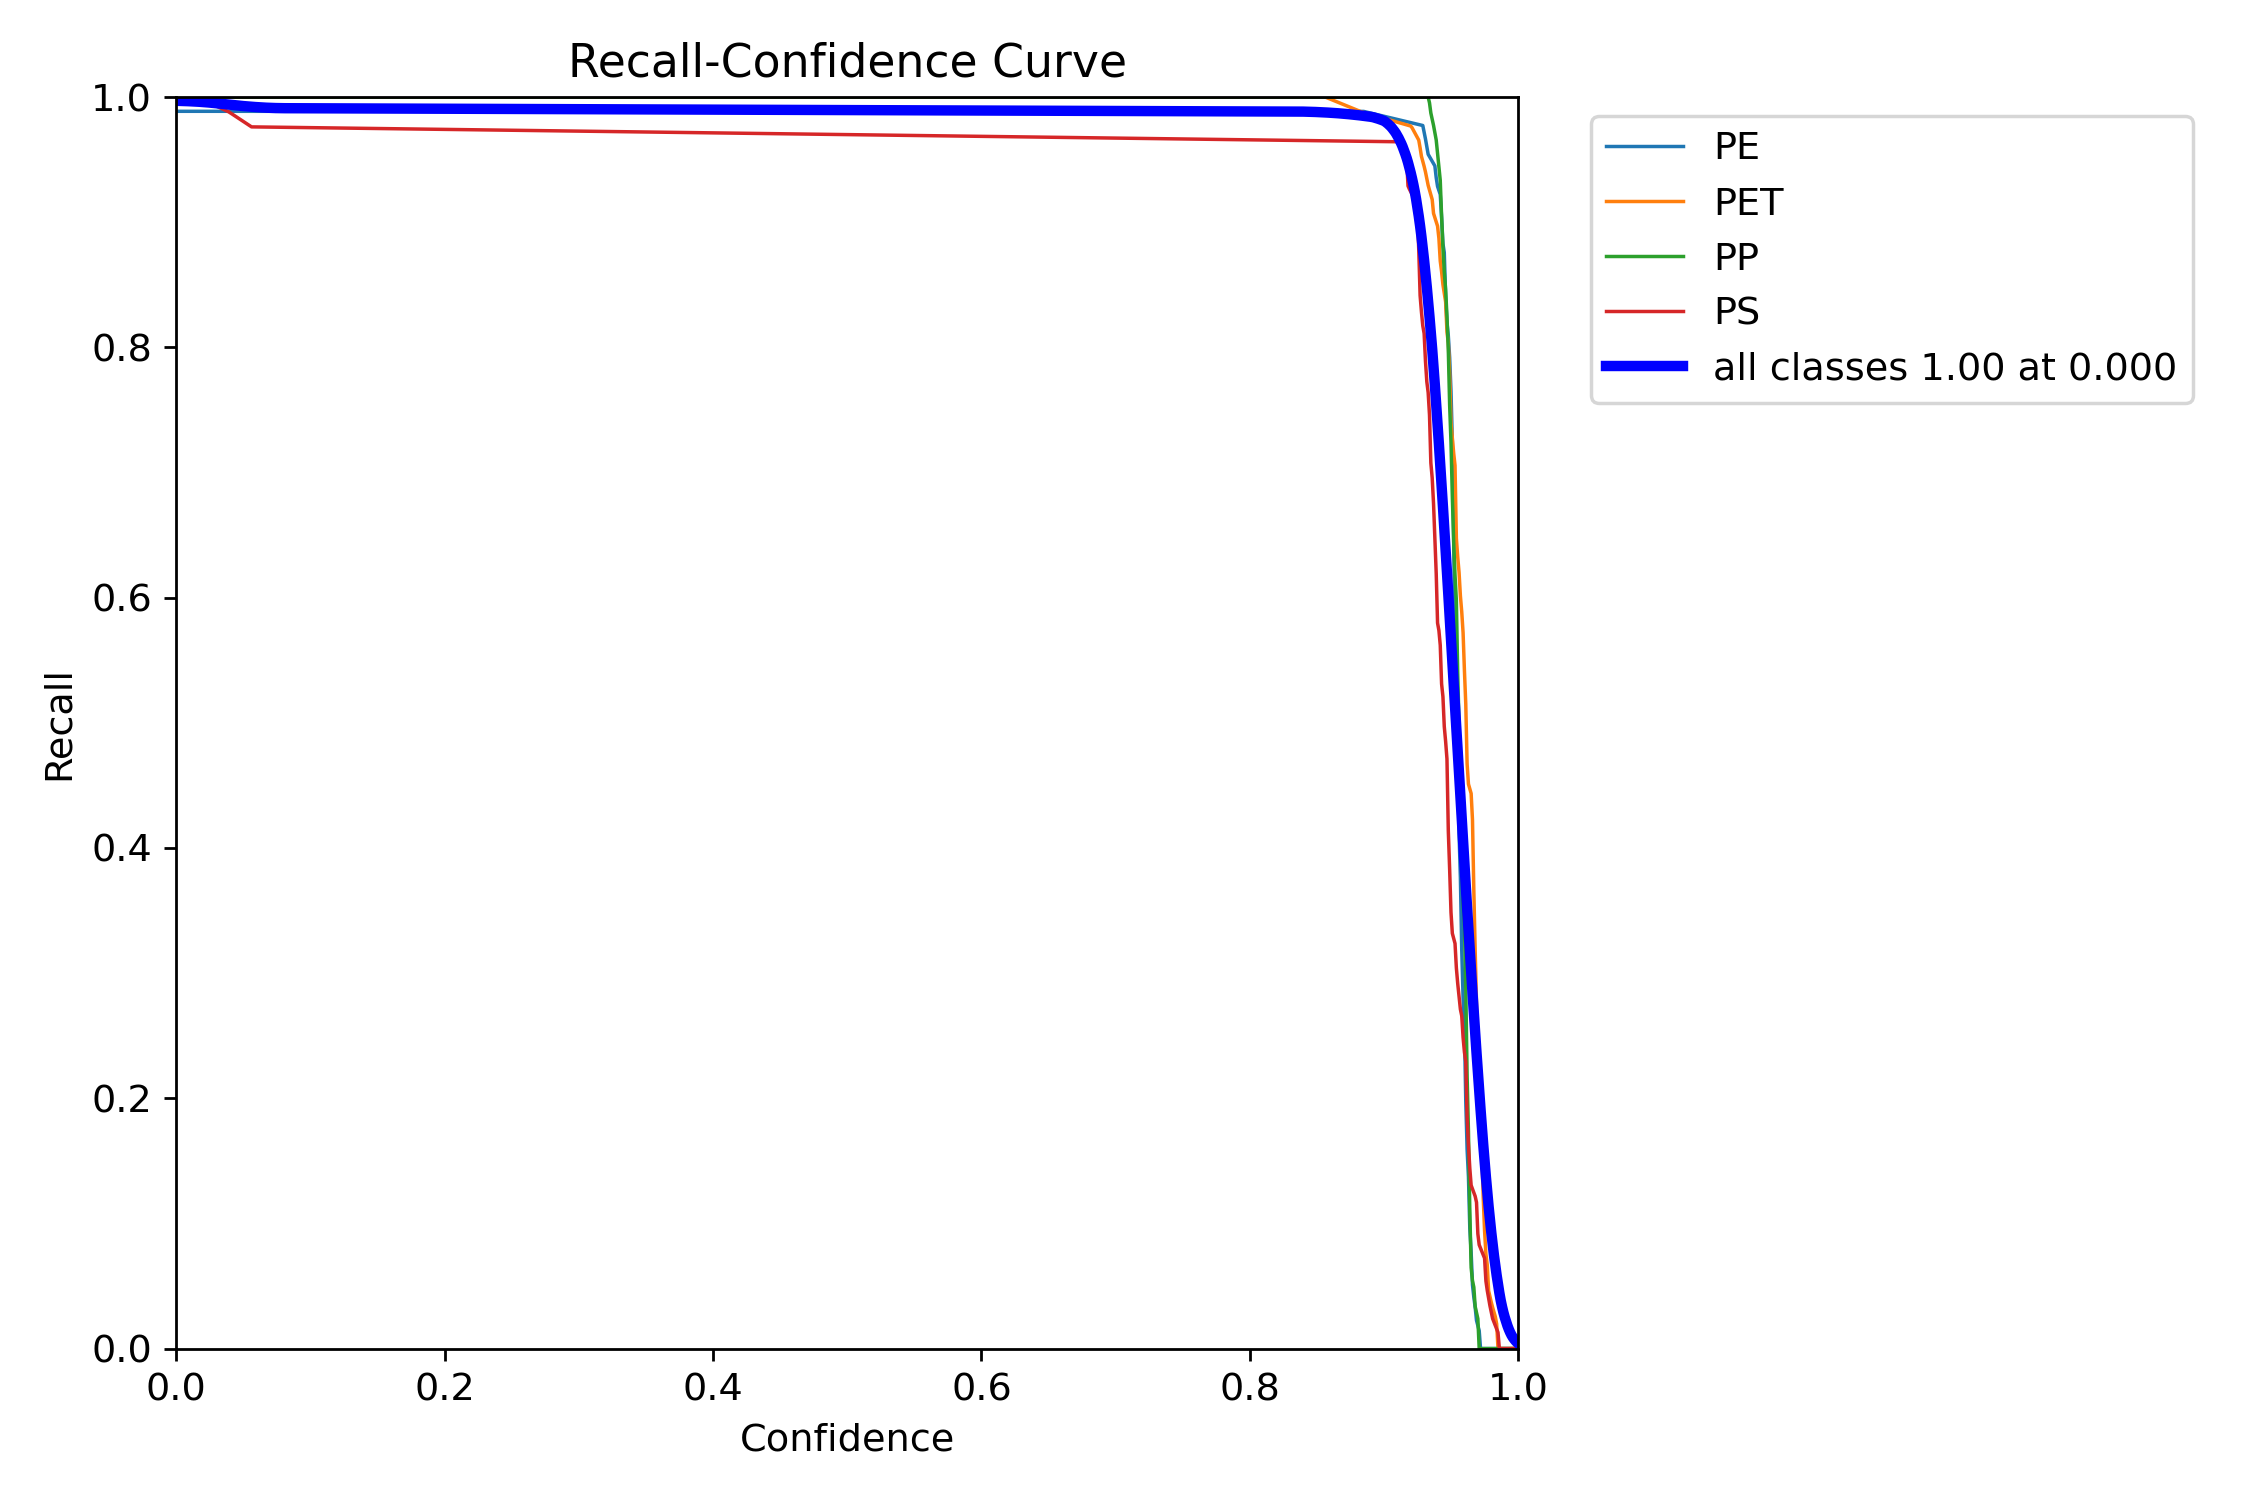 Recall-Confidence Curve
1.0
0.8
0.6
0.4
0.2
0.0
Recall
0.0 0.2 0.4 0.6 0.8 1.0
Confidence
PE
PET
PP
PS
all classes 1.00 at 0.000